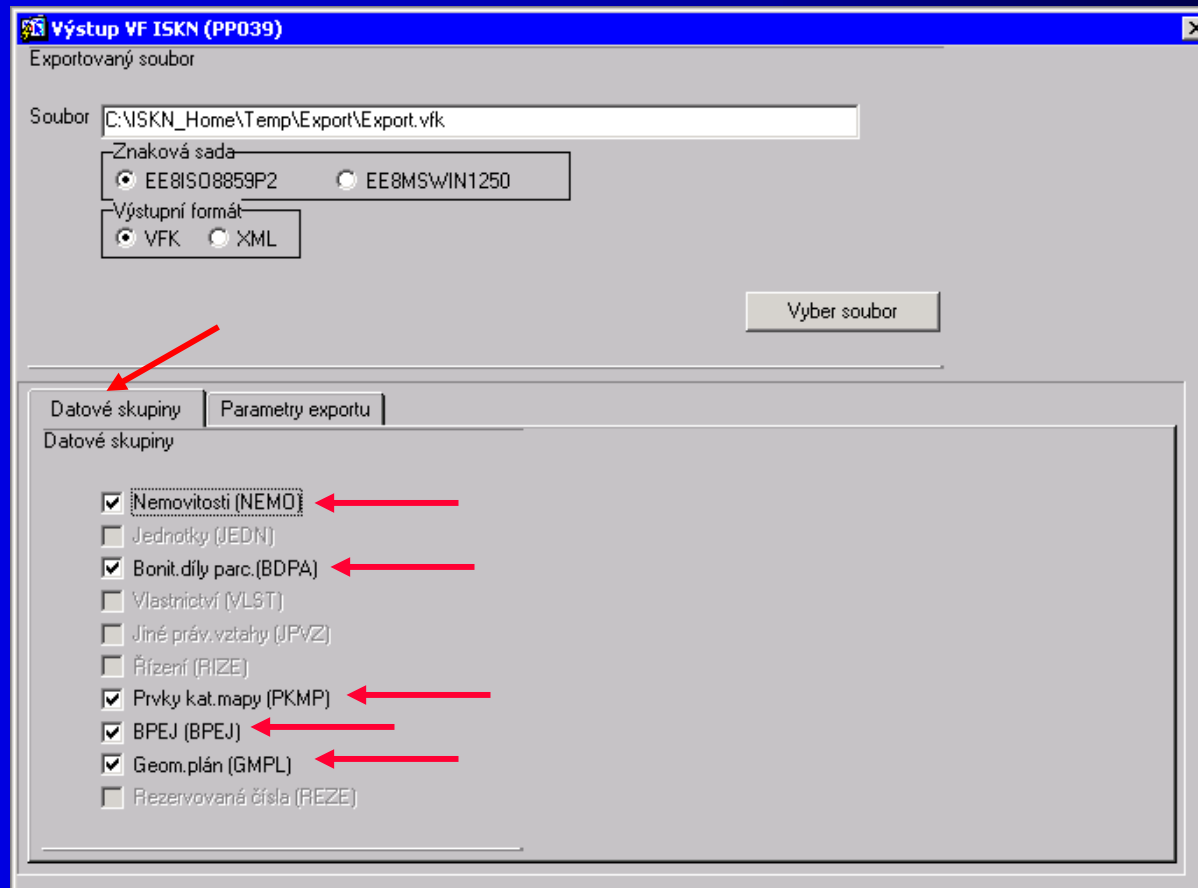 Výstup VF ISKN (PP039)
Exportovaný soubor
Soubor C:\ISKN_Home\Temp\Export\Export.vfk
Znaková sada
EE8ISO8859P2 EE8MSWIN1250
Výstupní formát
VFK XML
Vyber soubor
Datové skupiny Parametry exportu
Datové skupiny
Nemovitosti (NEMO)
Jednotky (JEDN)
Bonit.díly parc.(BDPA)
Vlastnictví (VLST)
Jiné práv.vztahy (JPVZ)
Řízení (RIZE)
Prvky kat.mapy (PKMP)
BPEJ (BPEJ)
Geom.plán (GMPL)
Rezervovaná čísla (REZE)